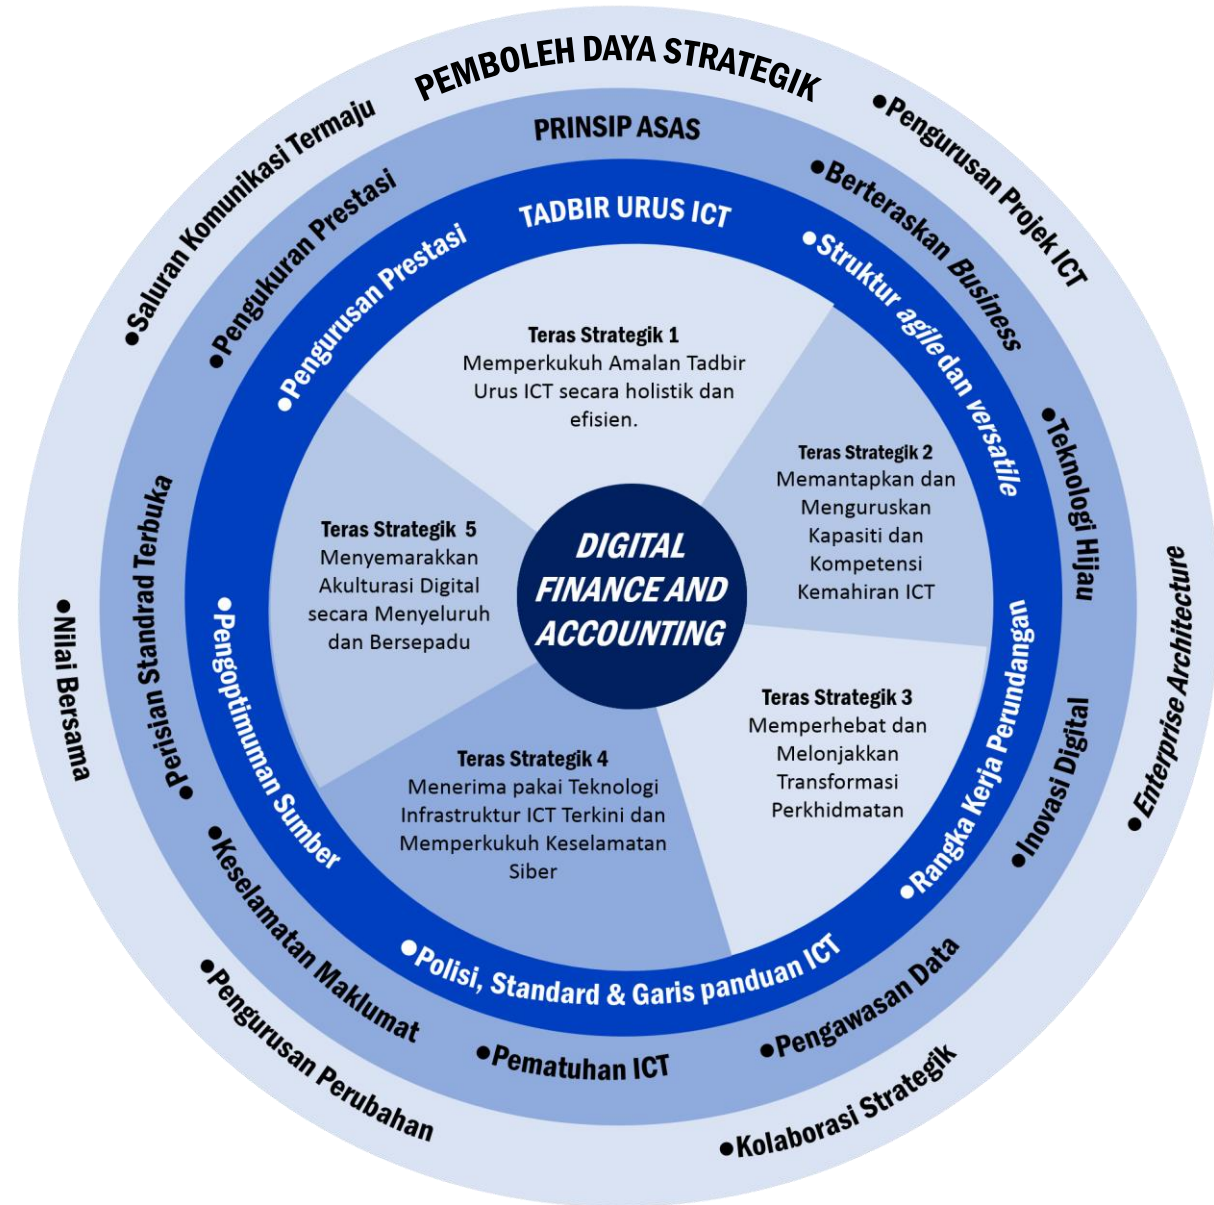 PEMBOLEH DAYA STRATEGIK
●Pengurusan Projek ICT
●Enterprise Architecture
●Kolaborasi Strategik
●Pengurusan Perubahan
●Nilai Bersama
●Saluran Komunikasi Termaju
PRINSIP ASAS
●Berteraskan Business
●Teknologi Hijau
●Inovasi Digital
●Pengawasan Data
●Pematuhan ICT
●Keselamatan Maklumat
●Perisian Standrad Terbuka
●Pengukuran Prestasi
TADBIR URUS ICT
●Struktur agile dan versatile
●Rangka Kerja Perundangan
●Polisi, Standard & Garis panduan ICT
●Pengoptimuman Sumber
●Pengurusan Prestasi
Teras Strategik 1
Memperkukuh Amalan Tadbir
Urus ICT secara holistik dan
efisien.
Teras Strategik 2
Memantapkan dan
Menguruskan
Kapasiti dan
Kompetensi
Kemahiran ICT
Teras Strategik 3
Memperhebat dan
Melonjakkan
Transformasi
Perkhidmatan
Teras Strategik 4
Menerima pakai Teknologi
Infrastruktur ICT Terkini dan
Memperkukuh Keselamatan
Siber
Teras Strategik 5
Menyemarakkan
Akulturasi Digital
secara Menyeluruh
dan Bersepadu
DIGITAL
FINANCE AND
ACCOUNTING